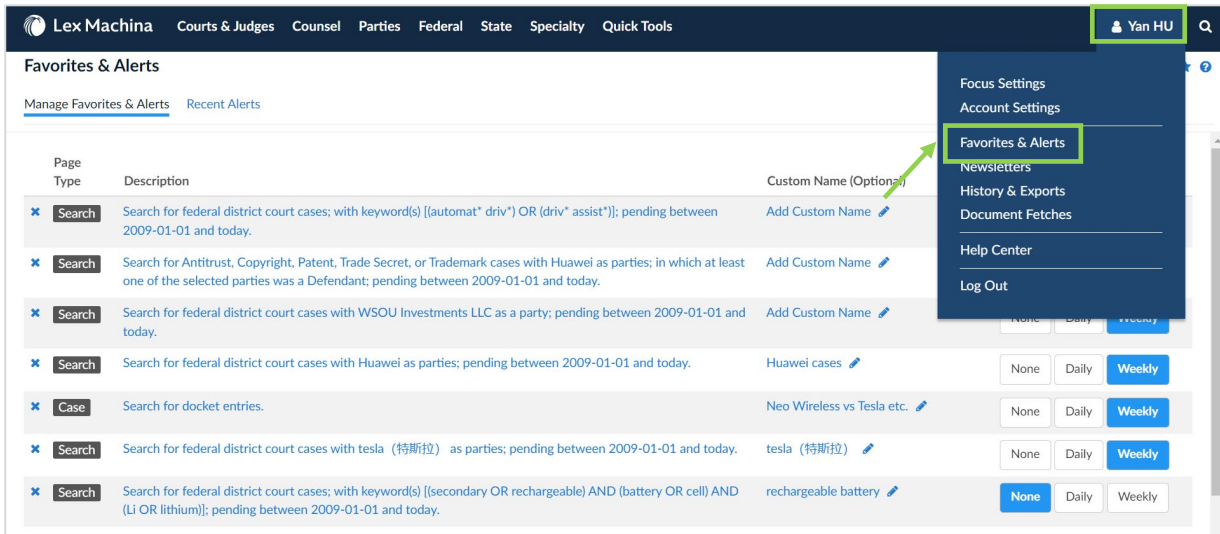 Lex Machina Courts & Judges Counsel Parties Federal State Specialty Quick Tools Yan HU
Favorites & Alerts
Manage Favorites & Alerts Recent Alerts
Focus Settings
Account Settings
Favorites & Alerts
Newsletters
History & Exports
Document Fetches
Help Center
Log Out
Page
Type Description Custom Name (Optional)
Search Search for federal district court cases; with keyword(s) [(automat* driv*) OR (driv* assist*)]; pending between Add Custom Name
2009-01-01 and today.
Search Search for Antitrust, Copyright, Patent, Trade Secret, or Trademark cases with Huawei as parties; in which at least Add Custom Name
one of the selected parties was a Defendant; pending between 2009-01-01 and today.
Search Search for federal district court cases with WSOU Investments LLC as a party; pending between 2009-01-01 and Add Custom Name None Daily Weekly
today.
Search Search for federal district court cases with Huawei as parties; pending between 2009-01-01 and today. Huawei cases None Daily Weekly
Case Search for docket entries. Neo Wireless vs Tesla etc. None Daily Weekly
Search Search for federal district court cases with tesla（特斯拉） as parties; pending between 2009-01-01 and today. tesla（特斯拉） None Daily Weekly
Search Search for federal district court cases; with keyword(s) [(secondary OR rechargeable) AND (battery OR cell) AND rechargeable battery None Daily Weekly
(Li OR lithium)]; pending between 2009-01-01 and today.